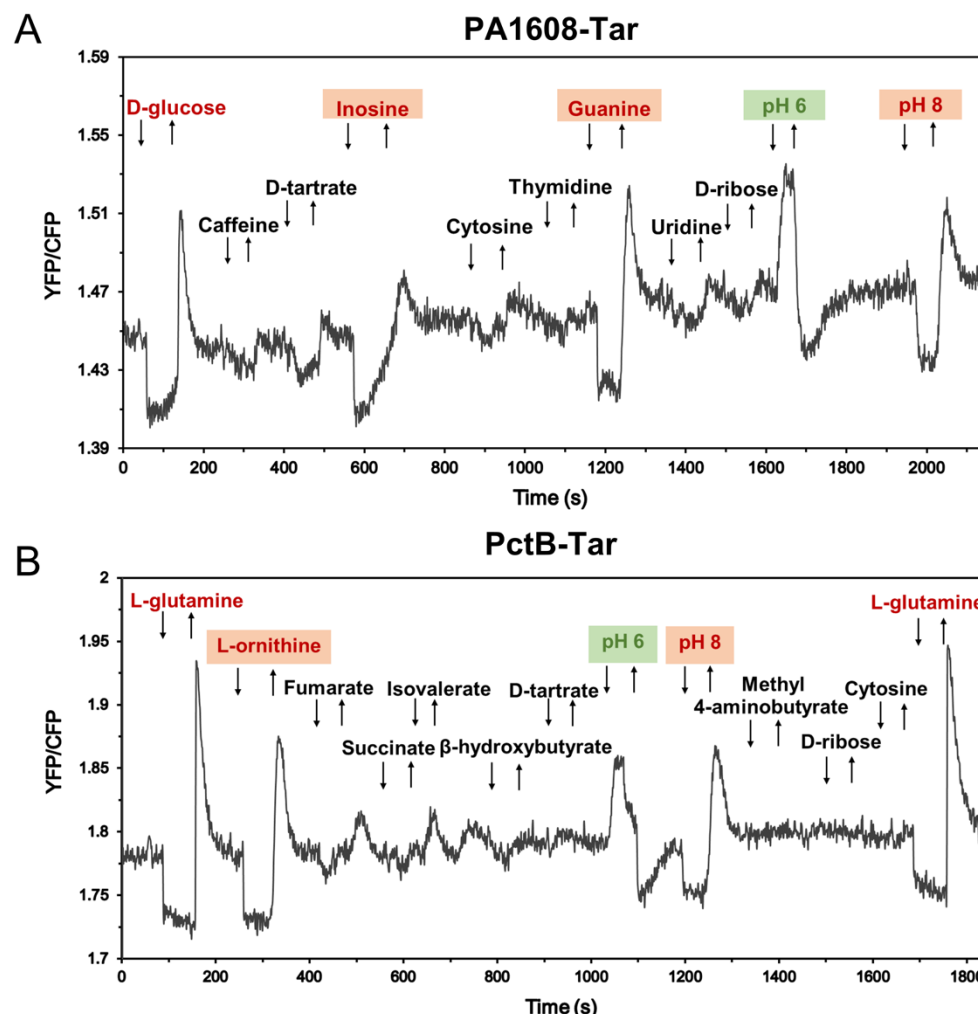 A
PA1608-Tar
1.59
1.55
1.51
1.47
1.43
1.39
YFP/CFP
D-glucose
Inosine
Guanine
pH 6
pH 8
D-tartrate
Thymidine
D-ribose
Caffeine
Cytosine
Uridine
0 200 400 600 800 1000 1200 1400 1600 1800 2000
Time (s)
B
PctB-Tar
2
1.95
1.9
1.85
1.8
1.75
1.7
YFP/CFP
L-glutamine
L-glutamine
L-ornithine
pH 6
pH 8
Fumarate
Isovalerate
D-tartrate
Methyl
4-aminobutyrate
Cytosine
Succinate
β-hydroxybutyrate
D-ribose
0 200 400 600 800 1000 1200 1400 1600 1800
Time (s)